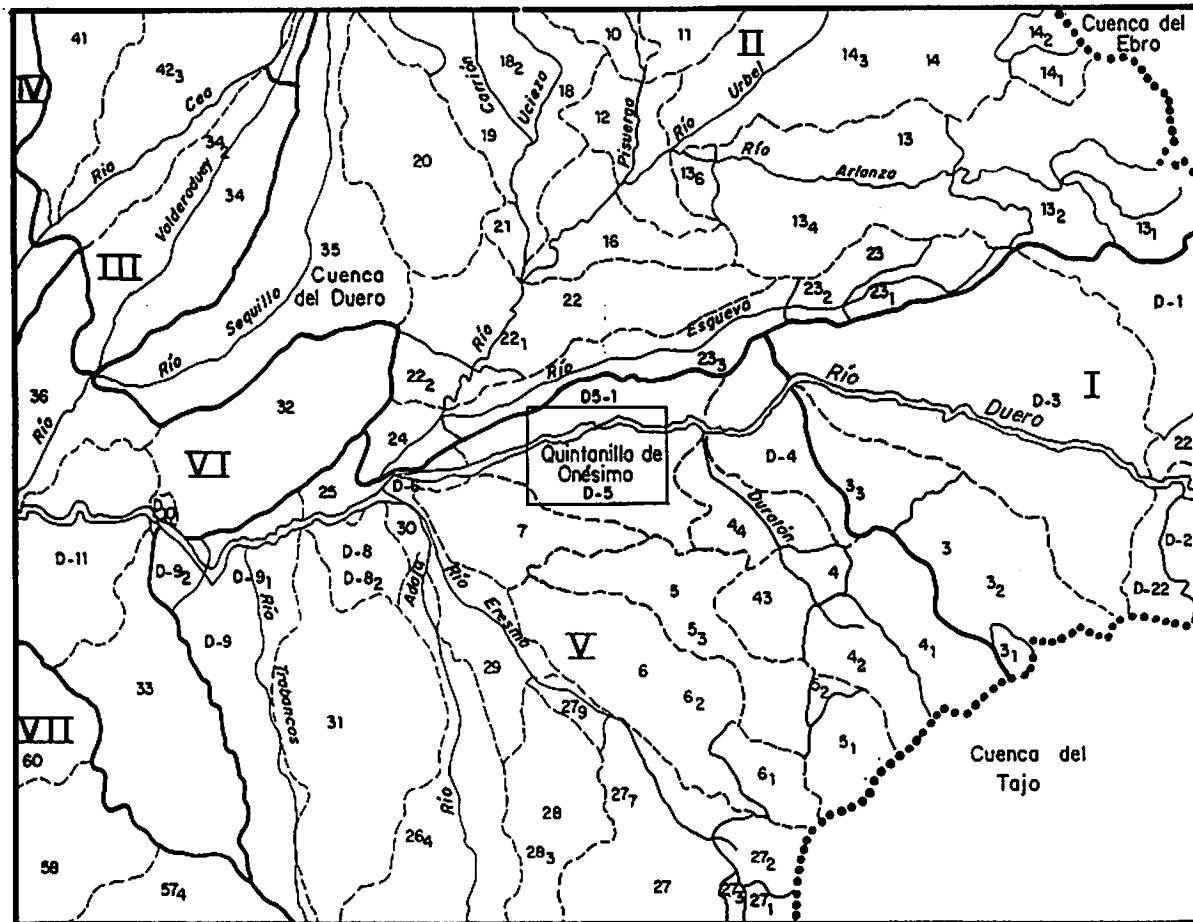 41
42₃
IV
Río
Cea
34₂
Valderaduey
34
III
Río
Sequillo
35
Cuenca
del Duero
36
Río
32
VI
20
Carrión
18₂
Ucieza
18
19
21
10
11
12
Pisuerga
II
Río
Urbel
14₃
14
14₂
14₁
Cuenca del
Ebro
13
Río
Arlanza
13₆
13₄
13₂
13₁
16
22
22₁
22₂
Río
Río
Esgueva
23
23₂
23₁
23₃
24
25
D5-1
Quintanilla de
Onésimo
D-5
D-6
Río
Duero
D-1
D-3
I
22
D-2
D-22
D-4
3₃
3
3₂
3₁
Duratón
4₄
4
43
4₂
4₁
7
5
5₃
5₁
6
6₂
6₁
V
Río
Eresma
30
Adaja
Río
D-8
D-8₂
29
27₉
27₇
27
27₂
27₃
27₁
28
28₃
26₄
31
Río
Trabancos
D-9₁
D-9₂
D-9
D-11
33
VII
60
58
57₄
Cuenca del
Tajo